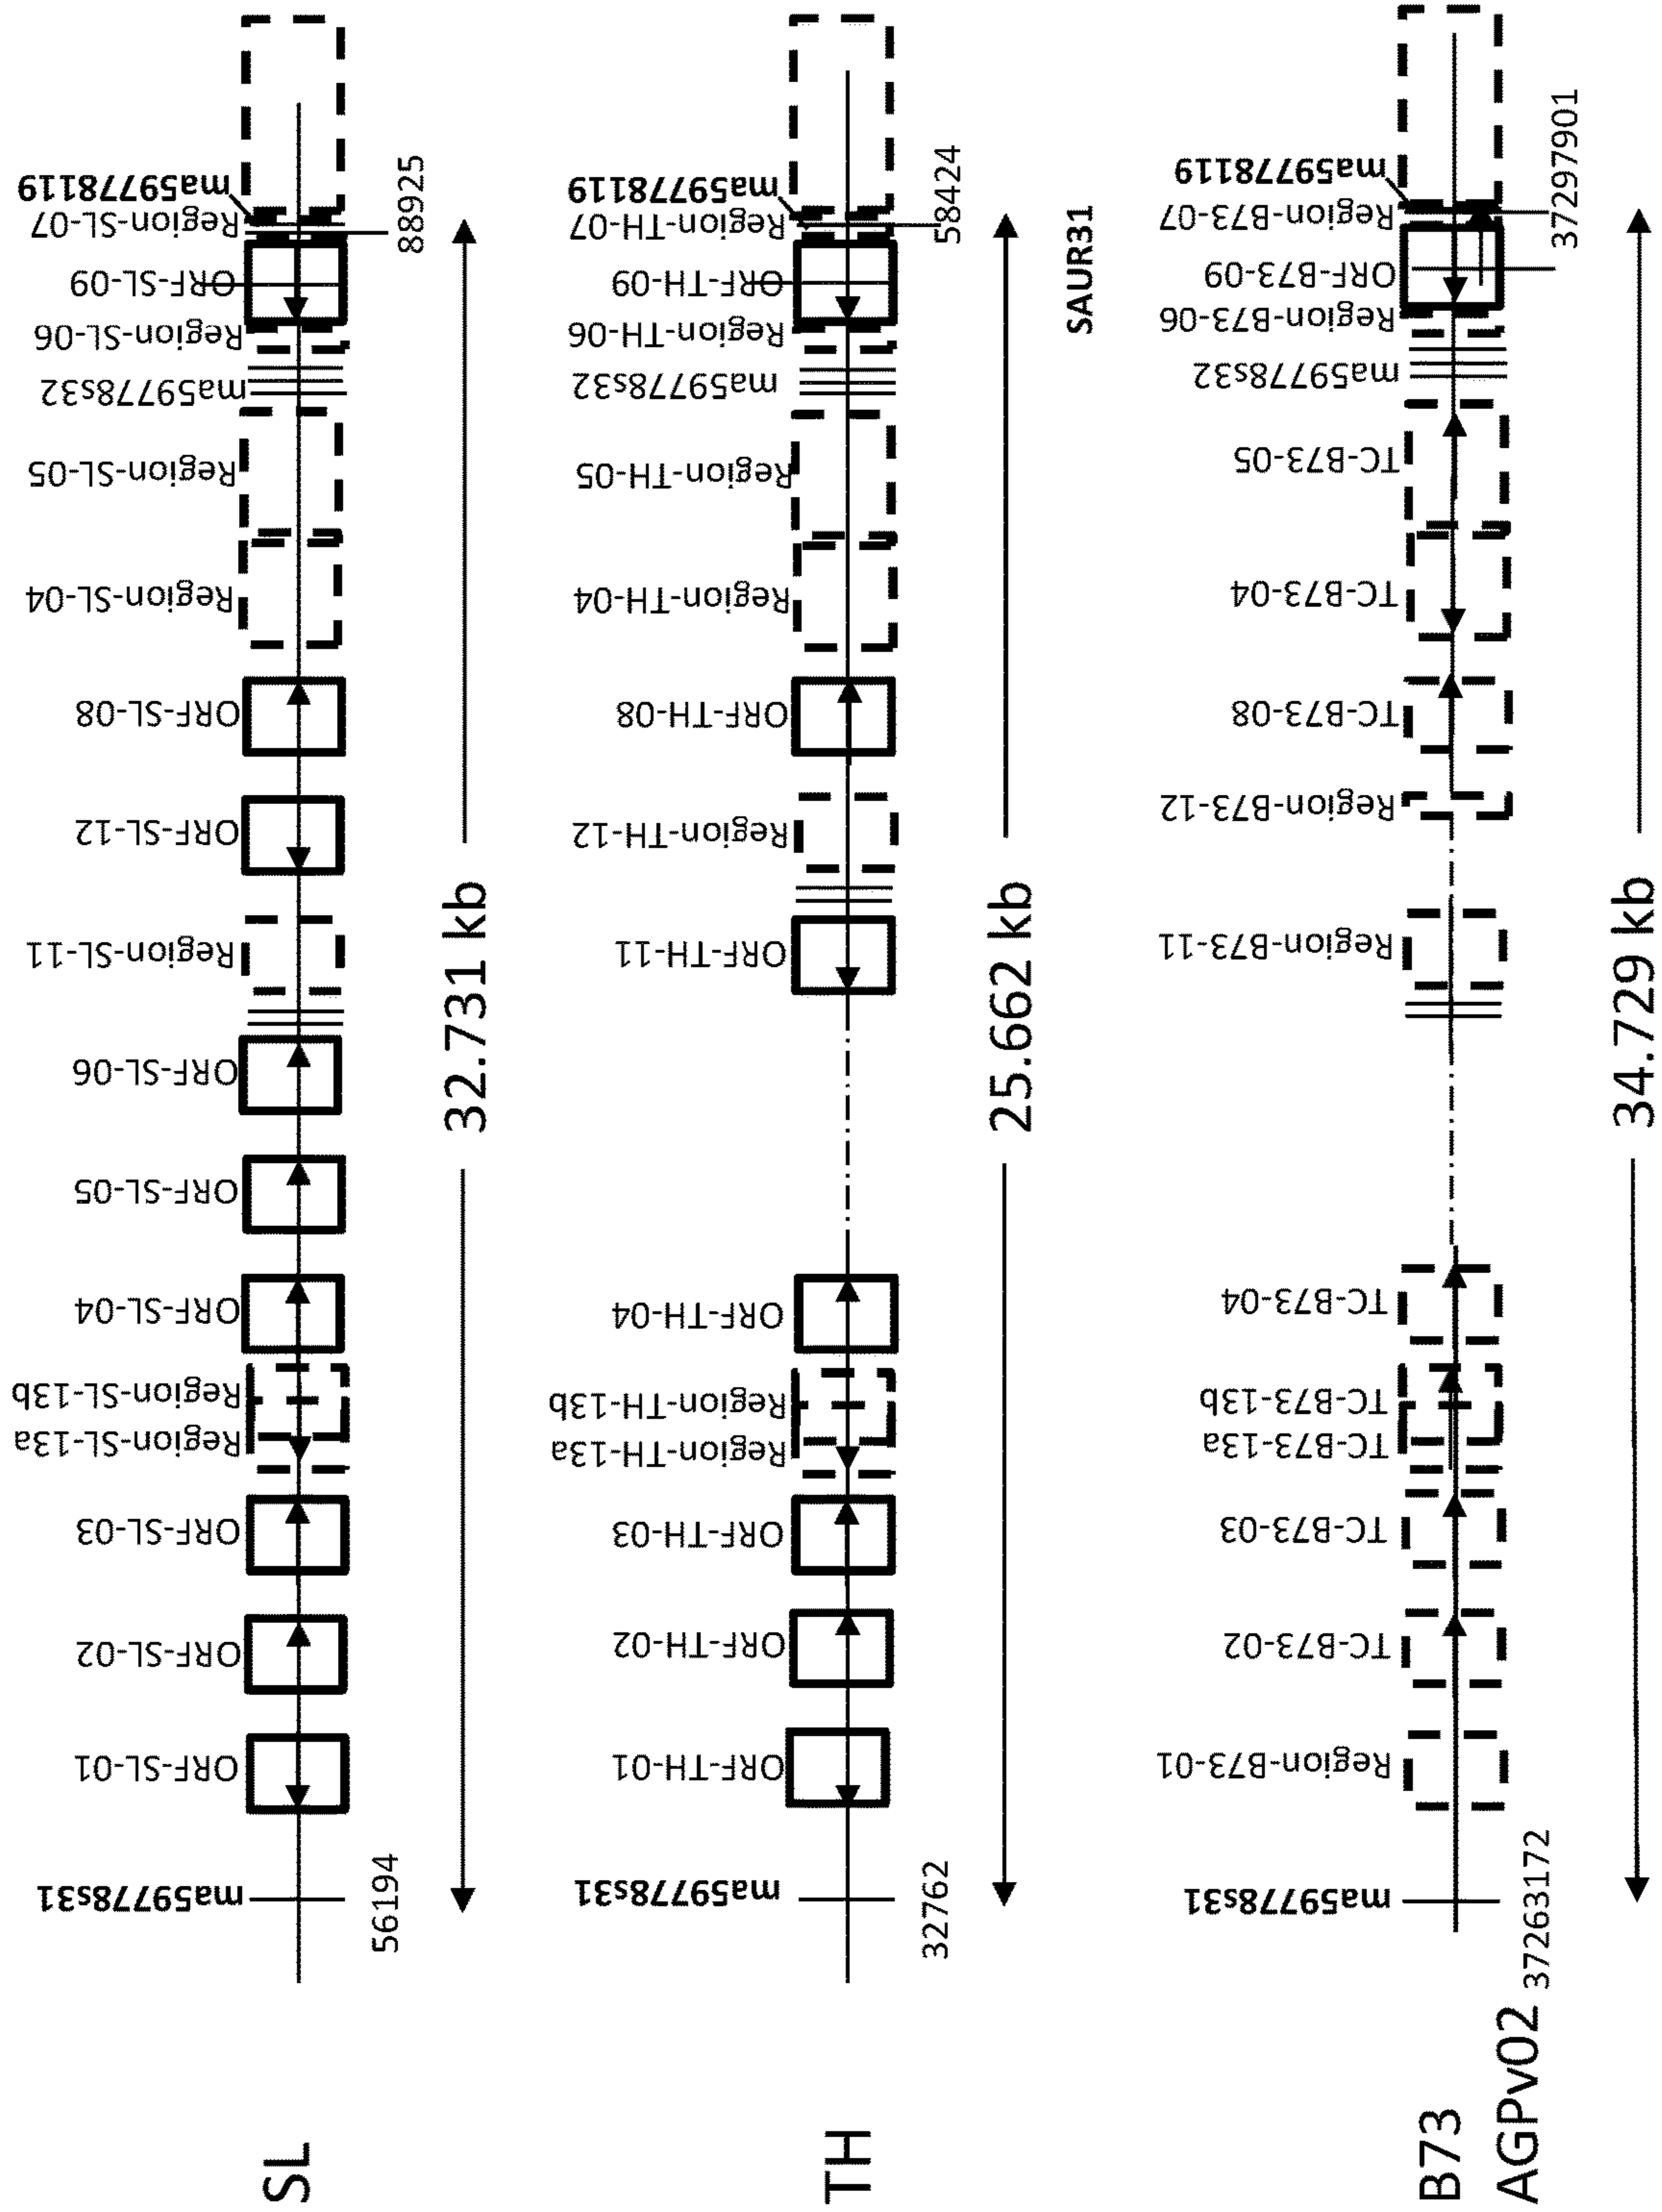 SL
ma59778s31
ORF-SL-01
ORF-SL-02
ORF-SL-03
Region-SL-13a
Region-SL-13b
ORF-SL-04
ORF-SL-05
ORF-SL-06
Region-SL-11
ORF-SL-12
ORF-SL-08
Region-SL-04
Region-SL-05
ma59778s32
Region-SL-06
ORF-SL-09
Region-SL-07
ma59778119
56194
88925
32.731 kb
TH
ma59778s31
ORF-TH-01
ORF-TH-02
ORF-TH-03
Region-TH-13a
Region-TH-13b
ORF-TH-04
ORF-TH-11
Region-TH-12
ORF-TH-08
Region-TH-04
Region-TH-05
ma59778s32
Region-TH-06
ORF-TH-09
Region-TH-07
ma59778119
32762
58424
25.662 kb
SAUR31
B73
AGPv02
ma59778s31
Region-B73-01
TC-B73-02
TC-B73-03
TC-B73-13a
TC-B73-13b
TC-B73-04
Region-B73-11
Region-B73-12
TC-B73-08
TC-B73-04
TC-B73-05
ma59778s32
Region-B73-06
ORF-B73-09
Region-B73-07
ma59778119
37263172
37297901
34.729 kb